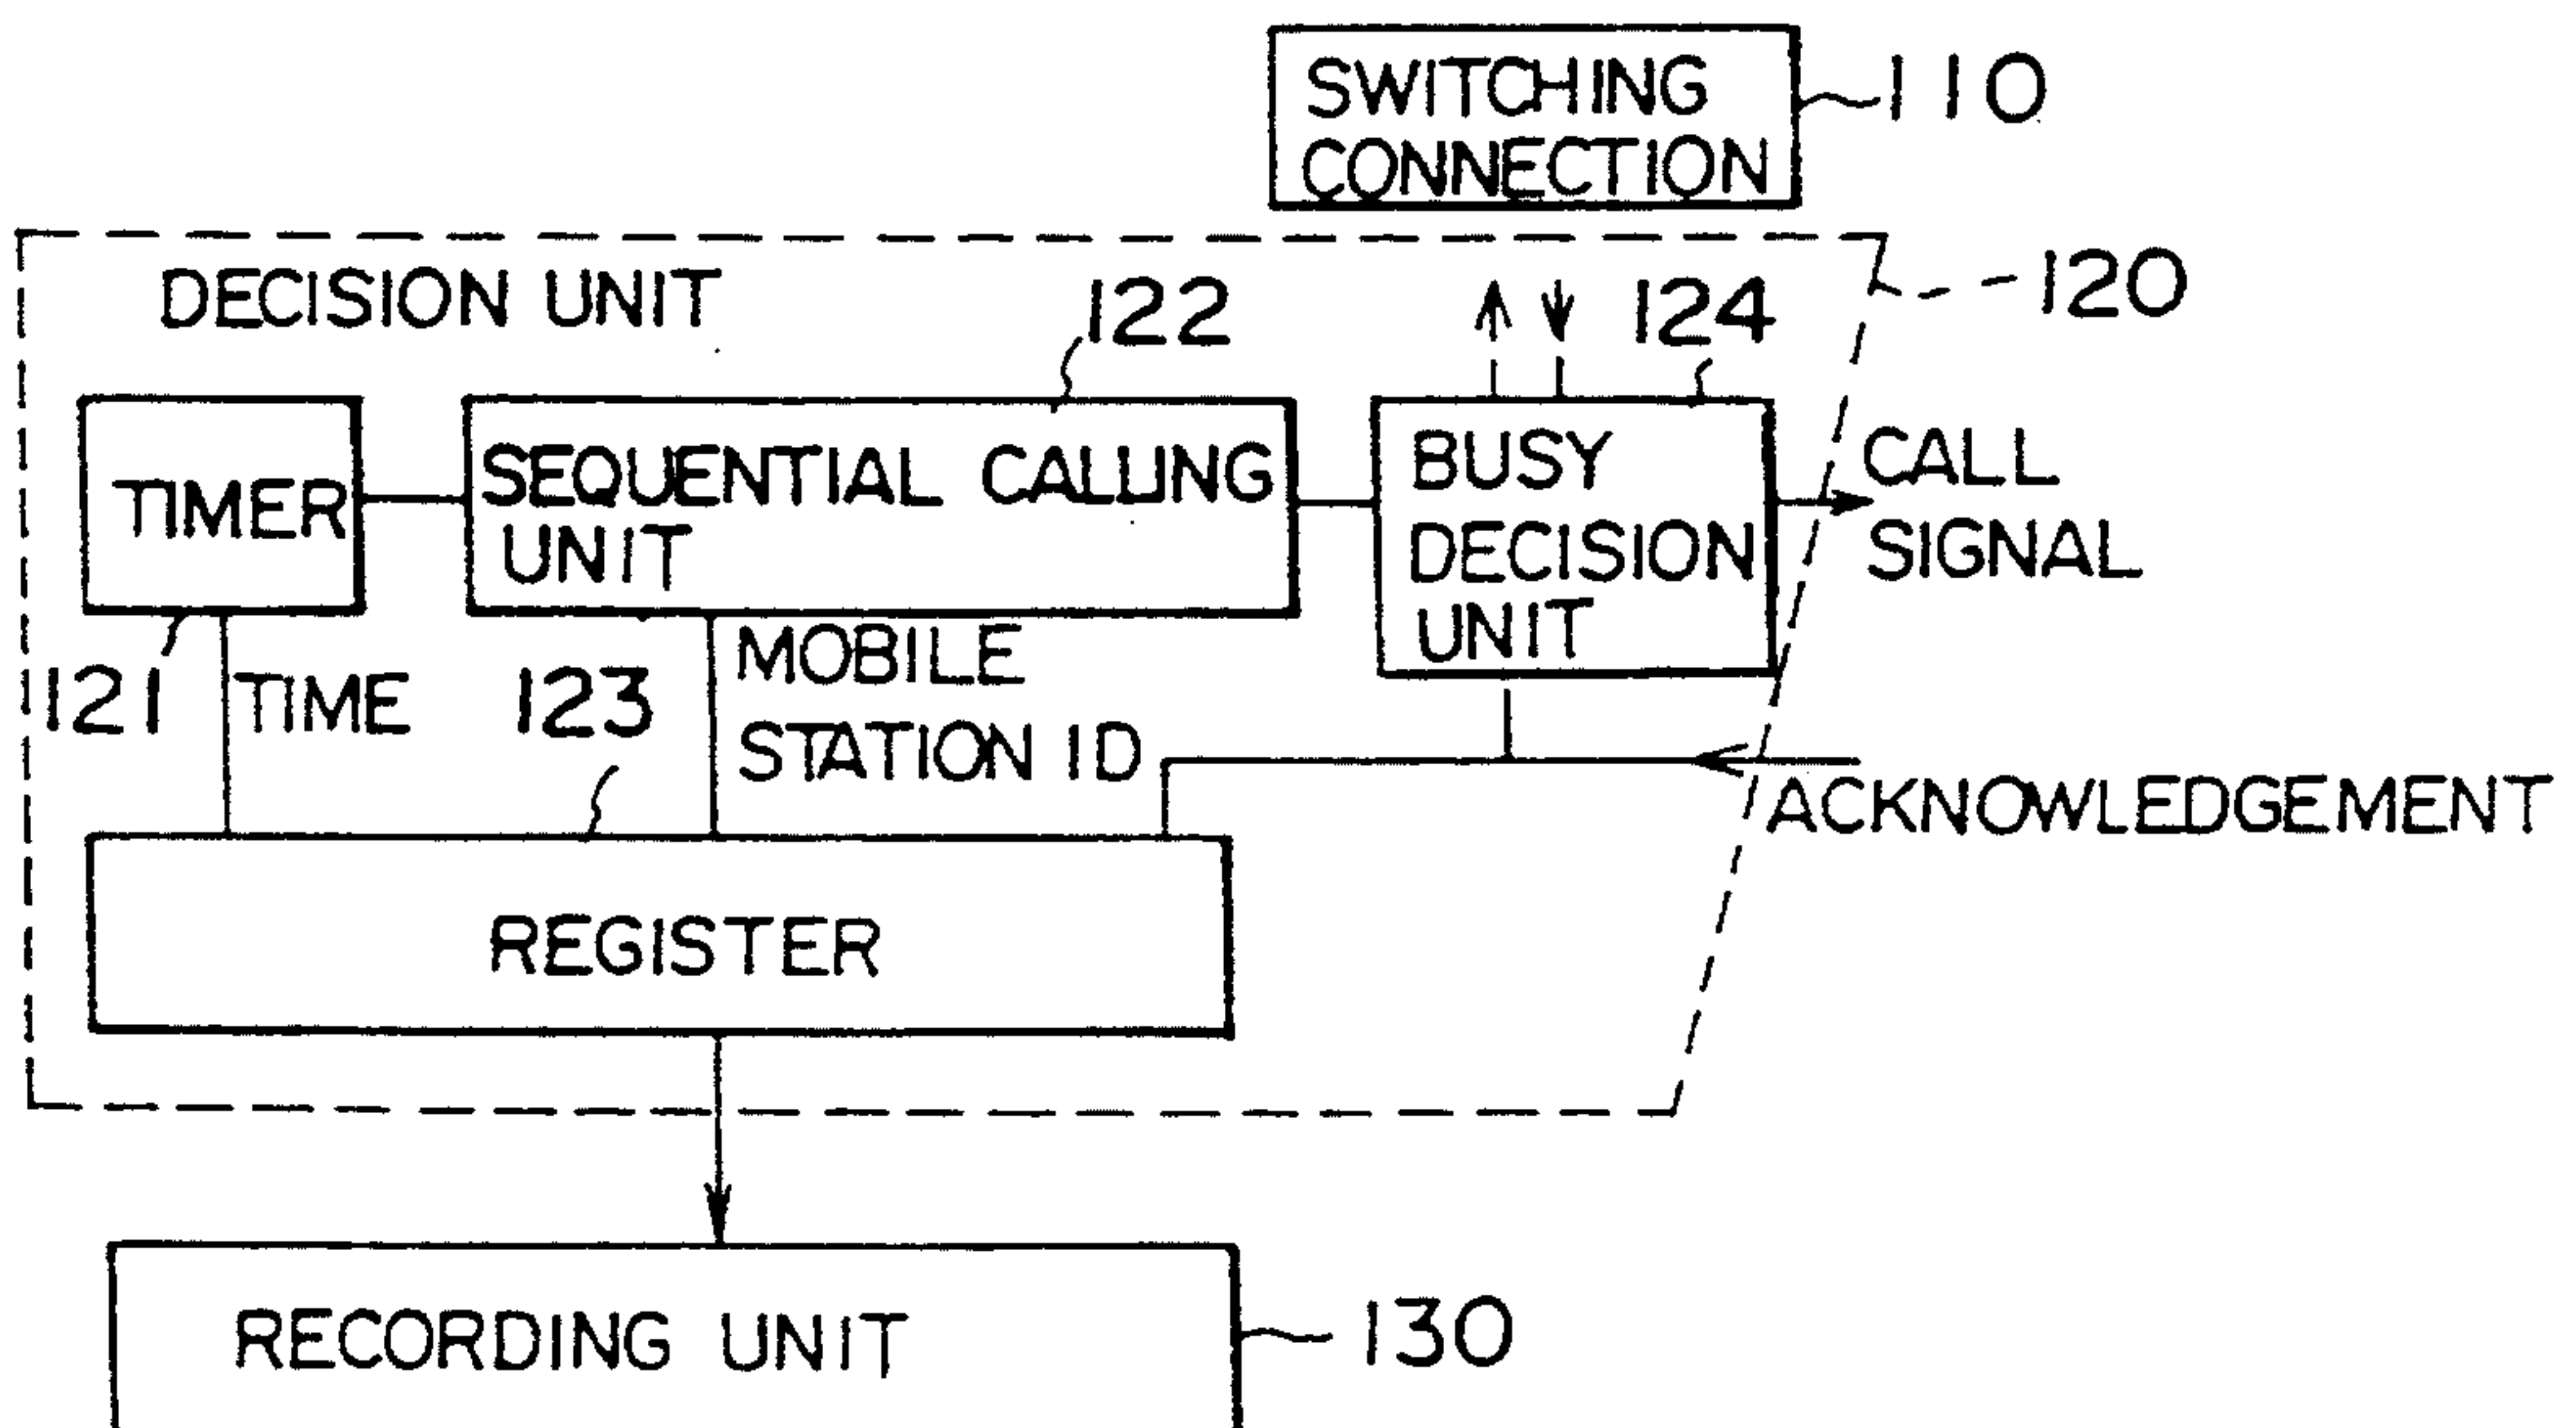 SWITCHING
CONNECTION
110
DECISION UNIT
122
124
120
TIMER
SEQUENTIAL CALLING
UNIT
BUSY
DECISION
UNIT
CALL
SIGNAL
121
TIME
123
MOBILE
STATION ID
ACKNOWLEDGEMENT
REGISTER
RECORDING UNIT
130